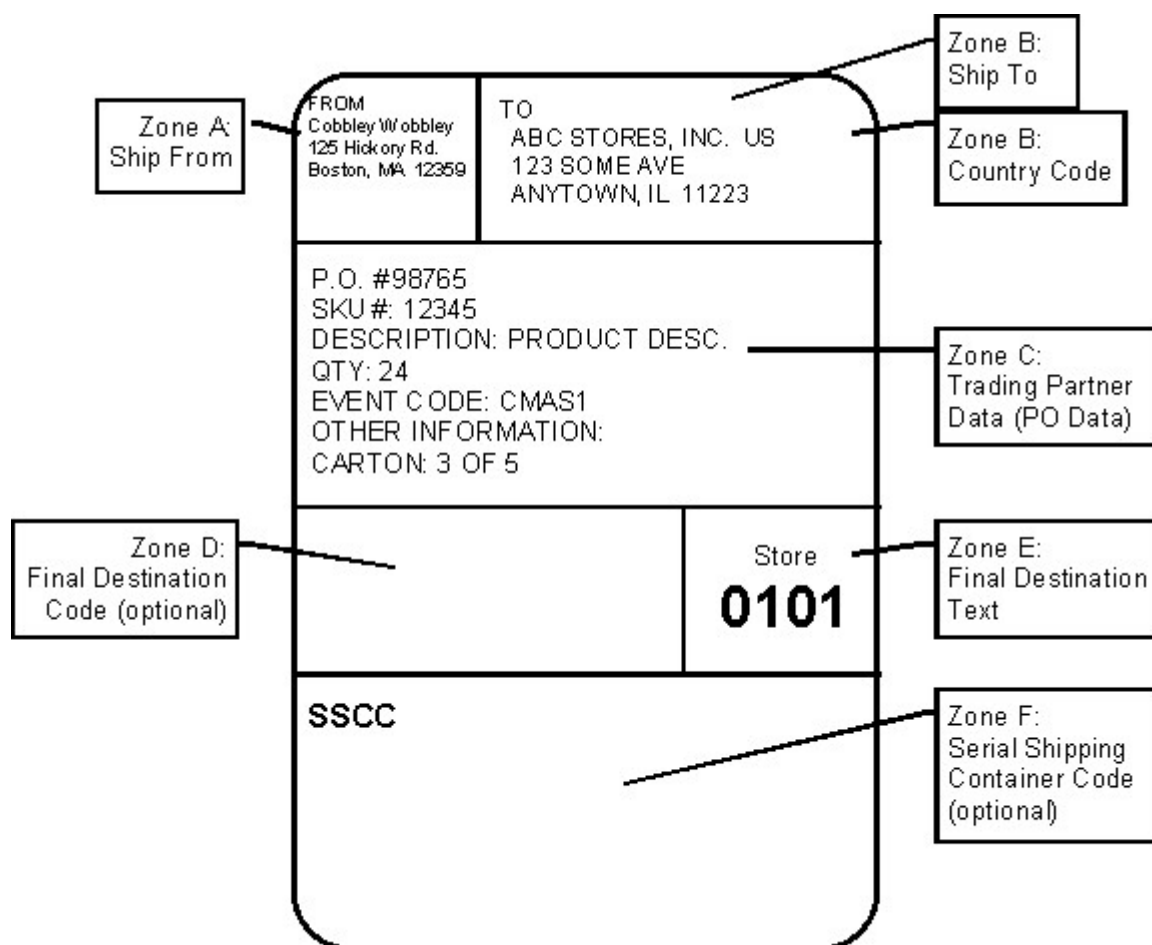 Zone B:
Ship To
Zone A:
Ship From
FROM
Cobbley Wobbley
125 Hickory Rd.
Boston, MA 12359
TO
ABC STORES, INC. US
123 SOME AVE
ANYTOWN, IL 11223
Zone B:
Country Code
P.O. #98765
SKU #: 12345
DESCRIPTION: PRODUCT DESC.
QTY: 24
EVENT CODE: CMAS1
OTHER INFORMATION:
CARTON: 3 OF 5
Zone C:
Trading Partner
Data (PO Data)
Zone D:
Final Destination
Code (optional)
Store
0101
Zone E:
Final Destination
Text
SSCC
Zone F:
Serial Shipping
Container Code
(optional)